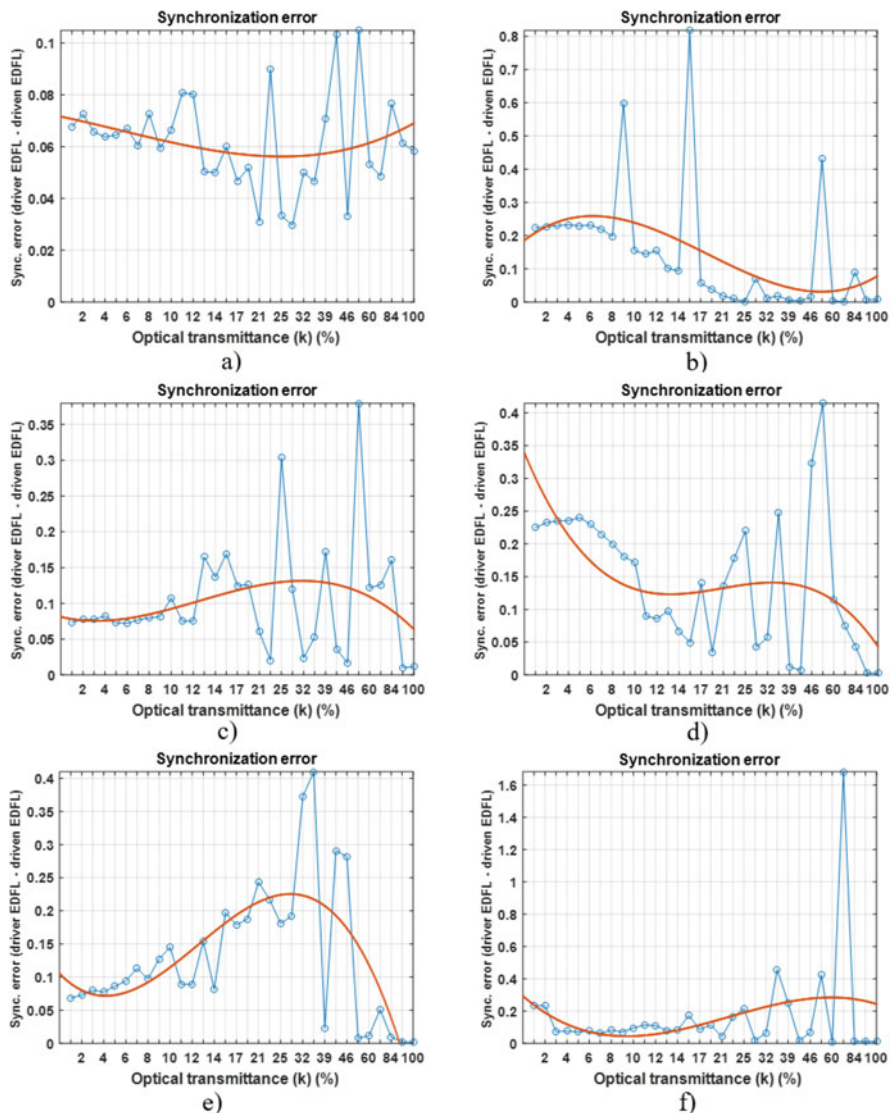 Synchronization error
Sync. error (driver EDFL - driven EDFL)
0.1
0.08
0.06
0.04
0.02
0
2 4 6 8 10 12 14 17 21 25 32 39 46 60 84 100
Optical transmittance (k) (%)
a)
Synchronization error
Sync. error (driver EDFL - driven EDFL)
0.8
0.7
0.6
0.5
0.4
0.3
0.2
0.1
0
2 4 6 8 10 12 14 17 21 25 32 39 46 60 84 100
Optical transmittance (k) (%)
b)
Synchronization error
Sync. error (driver EDFL - driven EDFL)
0.35
0.3
0.25
0.2
0.15
0.1
0.05
0
2 4 6 8 10 12 14 17 21 25 32 39 46 60 84 100
Optical transmittance (k) (%)
c)
Synchronization error
Sync. error (driver EDFL - driven EDFL)
0.4
0.35
0.3
0.25
0.2
0.15
0.1
0.05
0
2 4 6 8 10 12 14 17 21 25 32 39 46 60 84 100
Optical transmittance (k) (%)
d)
Synchronization error
Sync. error (driver EDFL - driven EDFL)
0.4
0.35
0.3
0.25
0.2
0.15
0.1
0.05
0
2 4 6 8 10 12 14 17 21 25 32 39 46 60 84 100
Optical transmittance (k) (%)
e)
Synchronization error
Sync. error (driver EDFL - driven EDFL)
1.6
1.4
1.2
1
0.8
0.6
0.4
0.2
0
2 4 6 8 10 12 14 17 21 25 32 39 46 60 84 100
Optical transmittance (k) (%)
f)